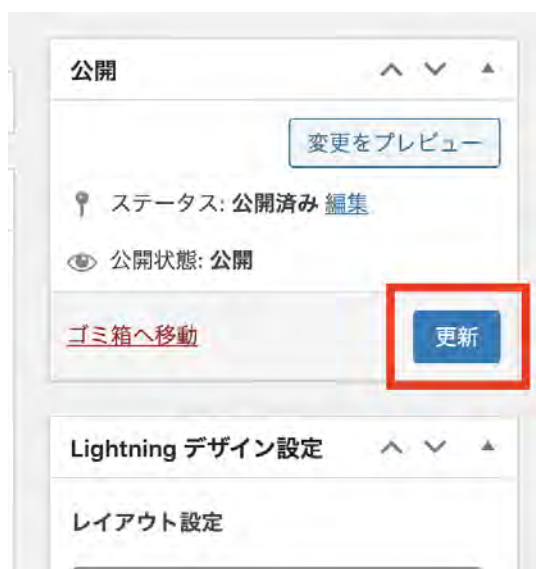 公開
変更をプレビュー
ステータス: 公開済み 編集
公開状態: 公開
ゴミ箱へ移動
更新
Lightning デザイン設定
レイアウト設定